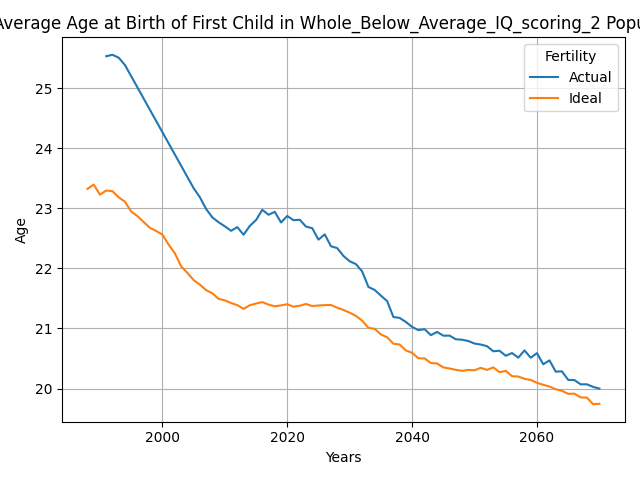 Average Age at Birth of First Child in Whole_Below_Average_IQ_scoring_2 Popu
Fertility
Actual
Ideal
25
24
23
22
21
20
Age
2000
2020
2040
2060
Years